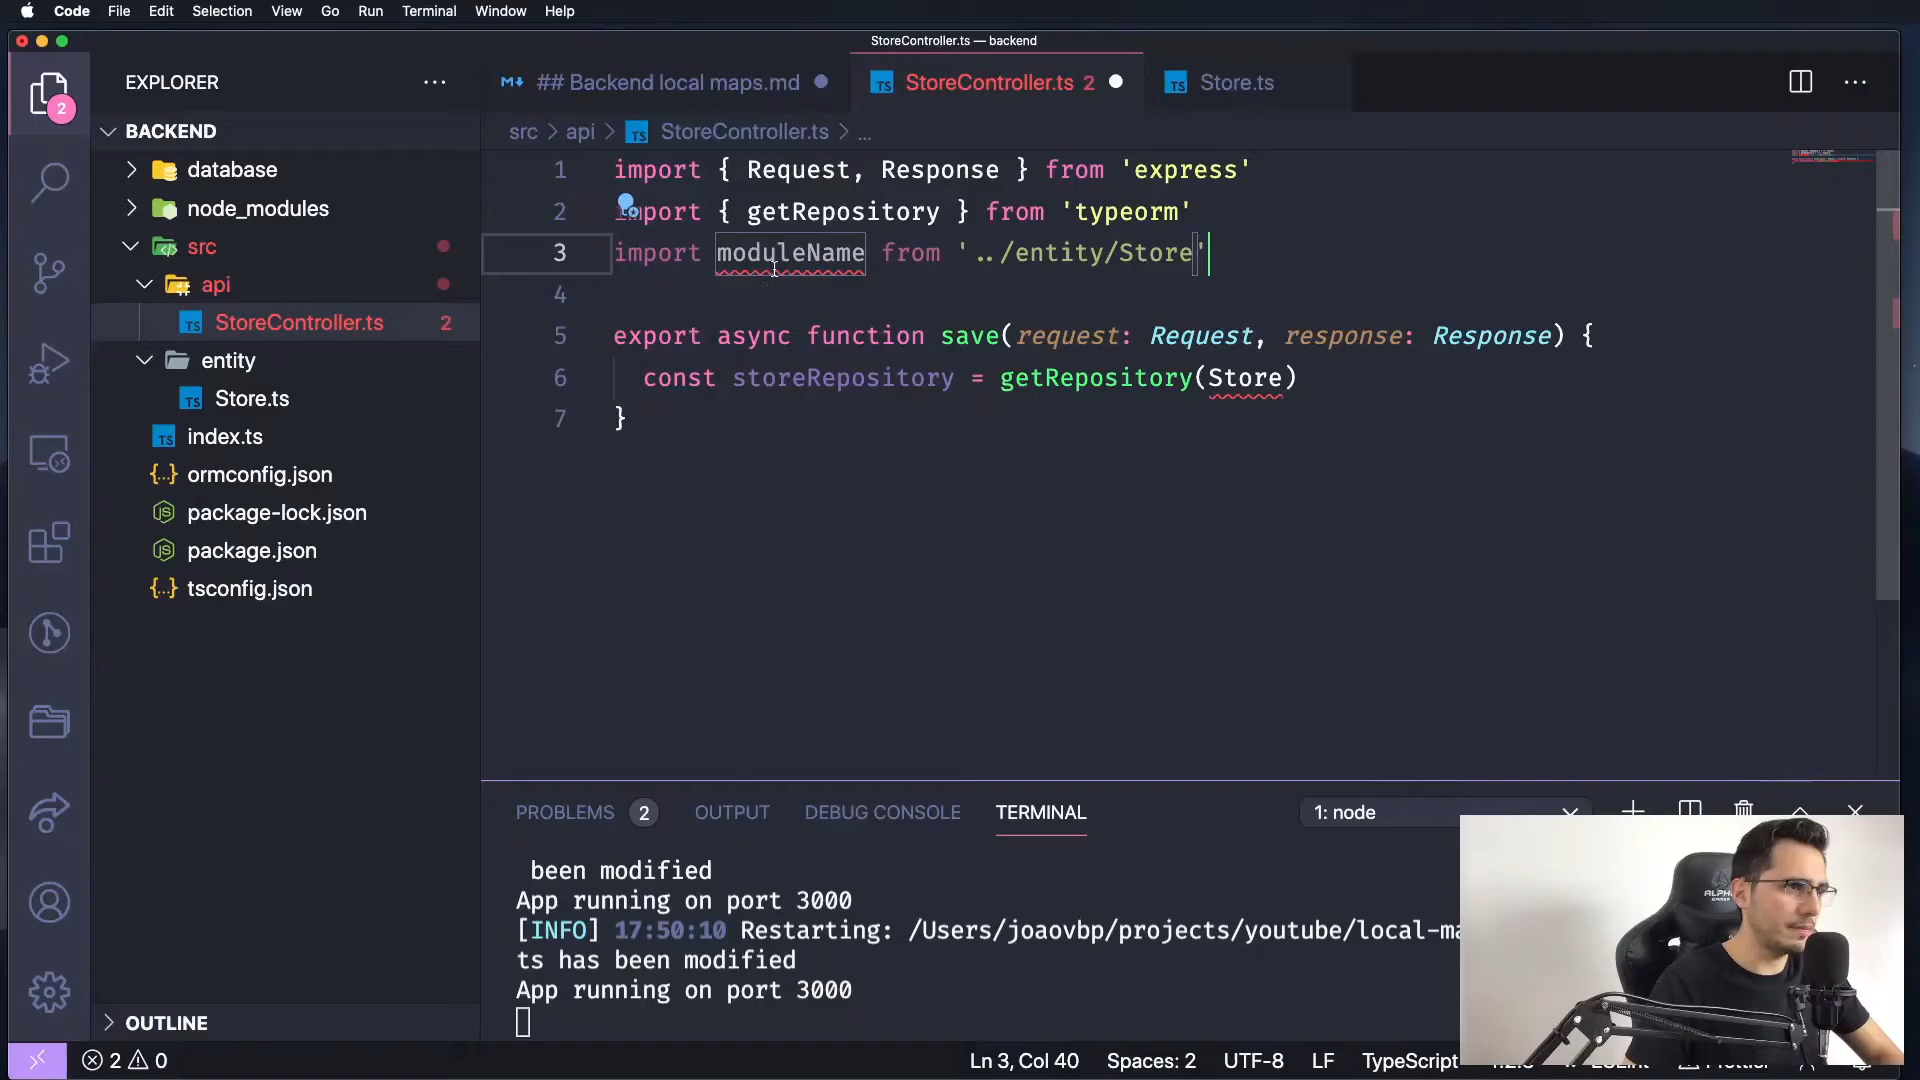 Code File Edit Selection View Go Run Terminal Window Help
StoreController.ts — backend
EXPLORER
2
## Backend local maps.md
StoreController.ts 2
Store.ts
BACKEND
database
node_modules
src
api
StoreController.ts 2
entity
Store.ts
index.ts
ormconfig.json
package-lock.json
package.json
tsconfig.json
OUTLINE
src > api > TS StoreController.ts > ...
1 import { Request, Response } from 'express'
2 import { getRepository } from 'typeorm'
3 import moduleName from '../entity/Store'
4
5 export async function save(request: Request, response: Response) {
6 const storeRepository = getRepository(Store)
7 }
PROBLEMS 2 OUTPUT DEBUG CONSOLE TERMINAL 1: node
been modified
App running on port 3000
[INFO] 17:50:10 Restarting: /Users/joaovbp/projects/youtube/local-ma
ts has been modified
App running on port 3000
2 0
Ln 3, Col 40 Spaces: 2 UTF-8 LF TypeScript